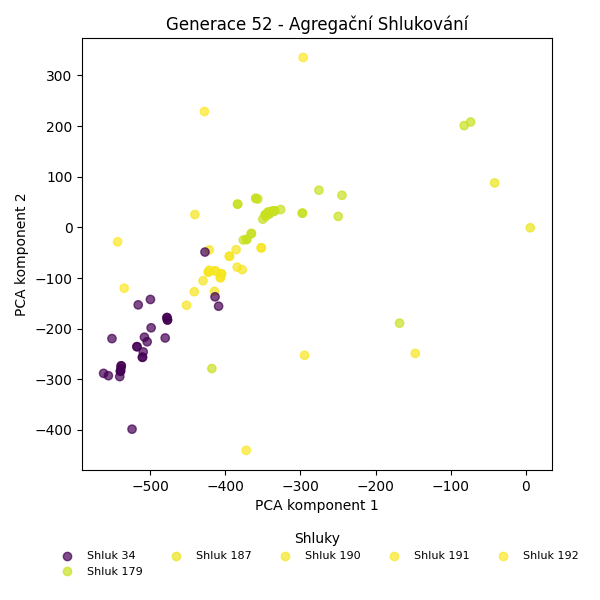 Generace 52 - Agregační Shlukování
300
200
100
0
−100
−200
−300
−400
PCA komponent 2
−500 −400 −300 −200 −100 0
PCA komponent 1
Shluky
Shluk 34 Shluk 187 Shluk 190 Shluk 191 Shluk 192
Shluk 179